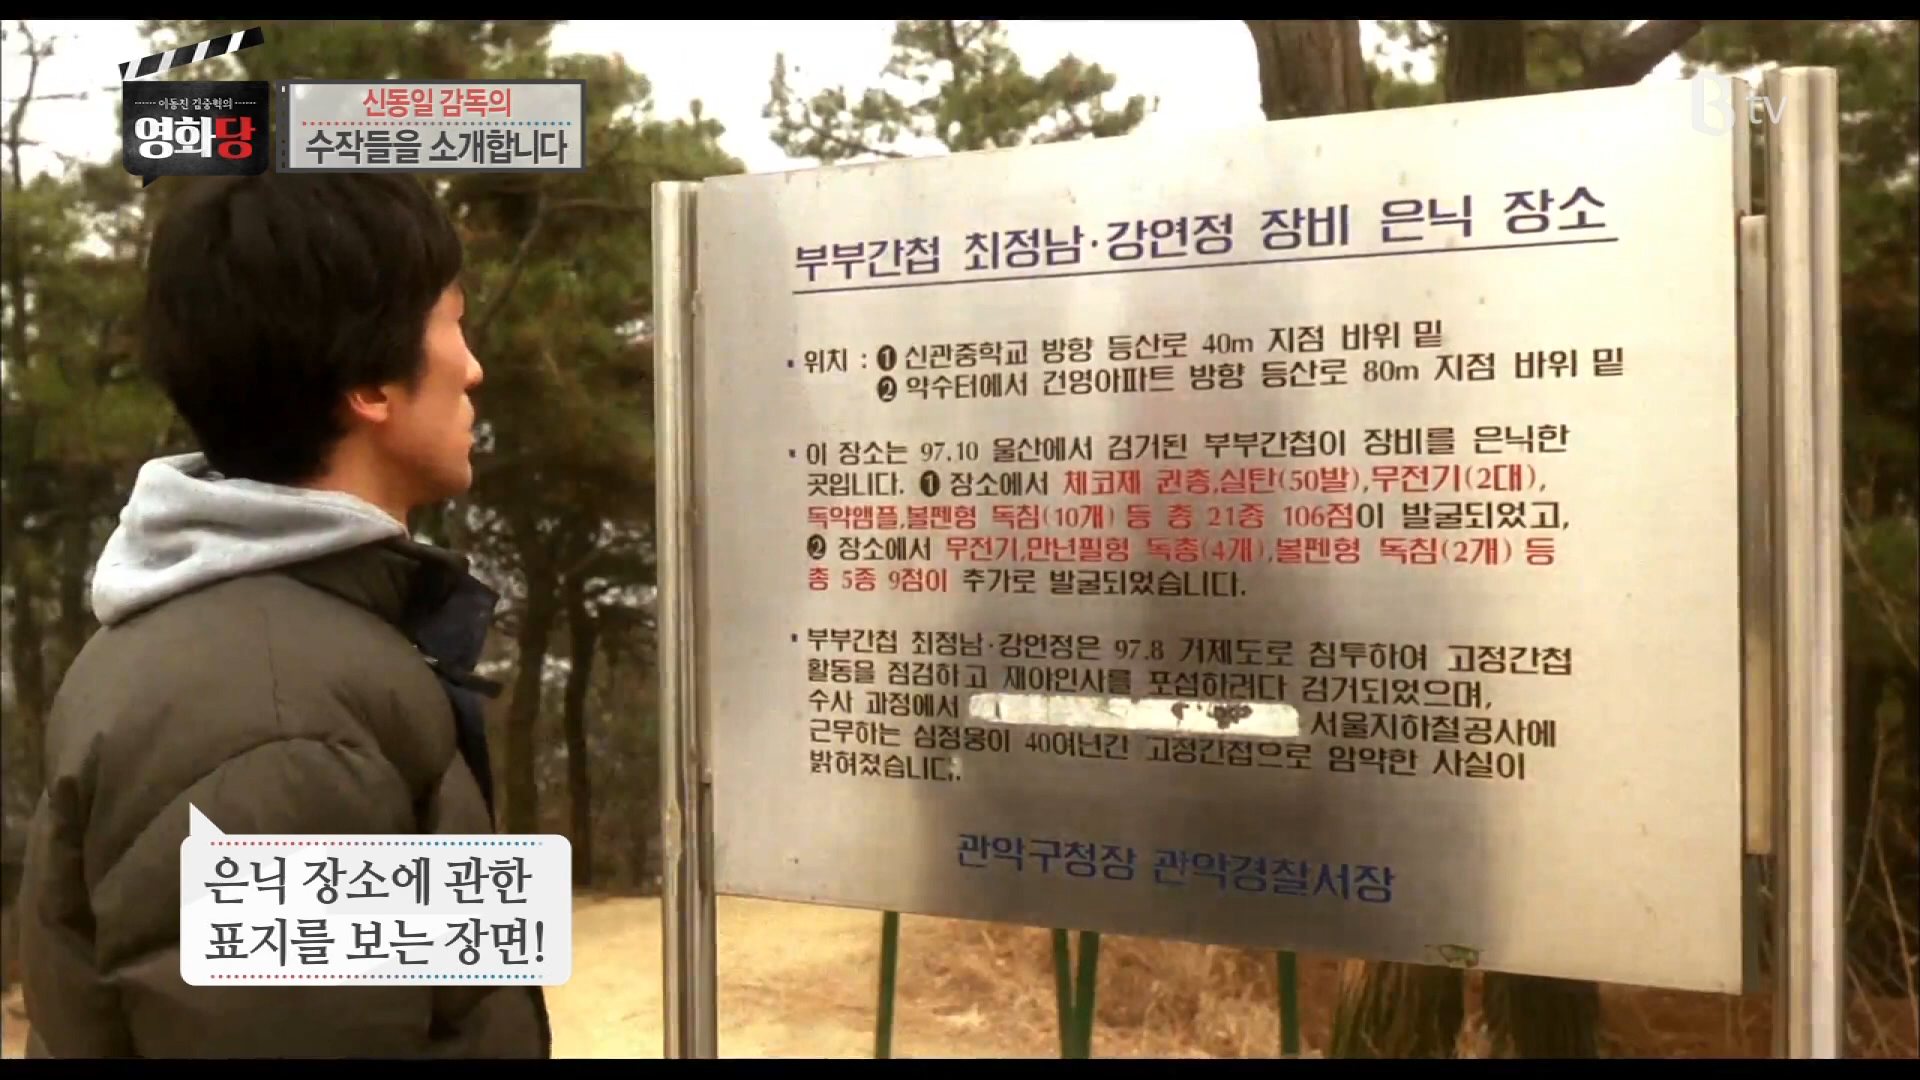 이동진 김중혁의
영화당
신동일 감독의
수작들을 소개합니다
B tv
부부간첩 최정남·강연정 장비 은닉 장소
위치 : ❶ 신관중학교 방향 등산로 40m 지점 바위 밑
❷ 약수터에서 건영아파트 방향 등산로 80m 지점 바위 밑
이 장소는 97.10 울산에서 검거된 부부간첩이 장비를 은닉한
곳입니다. ❶ 장소에서 체코제 권총,실탄(50발),무전기(2대),
독약앰플,볼펜형 독침(10개) 등 총 21종 106점이 발굴되었고,
❷ 장소에서 무전기,만년필형 독총(4개),볼펜형 독침(2개) 등
총 5종 9점이 추가로 발굴되었습니다.
부부간첩 최정남·강연정은 97.8 거제도로 침투하여 고정간첩
활동을 점검하고 재야인사를 포섭하려다 검거되었으며,
수사 과정에서 서울지하철공사에
근무하는 심정웅이 40여년간 고정간첩으로 암약한 사실이
밝혀졌습니다.
관악구청장 관악경찰서장
은닉 장소에 관한
표지를 보는 장면!